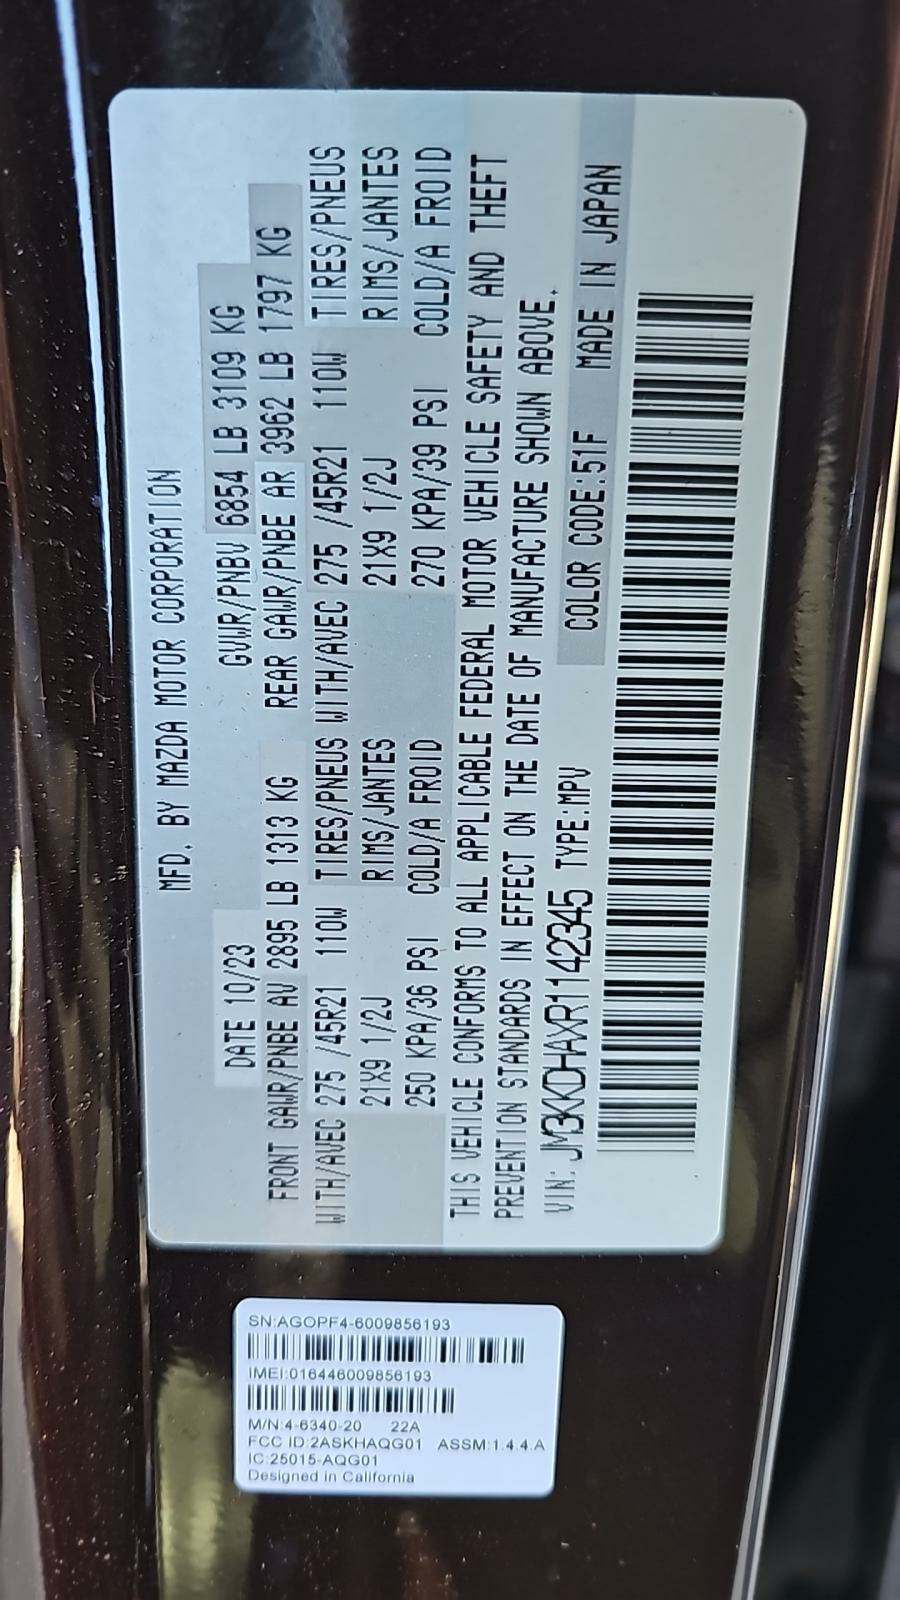 MFD. BY MAZDA MOTOR CORPORATION
DATE 10/23 GVWR/PNBV 6854 LB 3109 KG
FRONT GAWR/PNBE AV 2895 LB 1313 KG REAR GAWR/PNBE AR 3962 LB 1797 KG
WITH/AVEC 275 /45R21 110W TIRES/PNEUS WITH/AVEC 275 /45R21 110W TIRES/PNEUS
21X9 1/2J RIMS/JANTES 21X9 1/2J RIMS/JANTES
250 KPA/36 PSI COLD/A FROID 270 KPA/39 PSI COLD/A FROID
THIS VEHICLE CONFORMS TO ALL APPLICABLE FEDERAL MOTOR VEHICLE SAFETY AND THEFT
PREVENTION STANDARDS IN EFFECT ON THE DATE OF MANUFACTURE SHOWN ABOVE.
VIN: JM3KKDHAXR1142345 TYPE:MPV COLOR CODE:51F MADE IN JAPAN
SN:AGOPF4-6009856193
IMEI:016446009856193
M/N:4-6340-20 22A
FCC ID:2ASKHAQG01 ASSM:1.4.4.A
IC:25015-AQG01
Designed in California